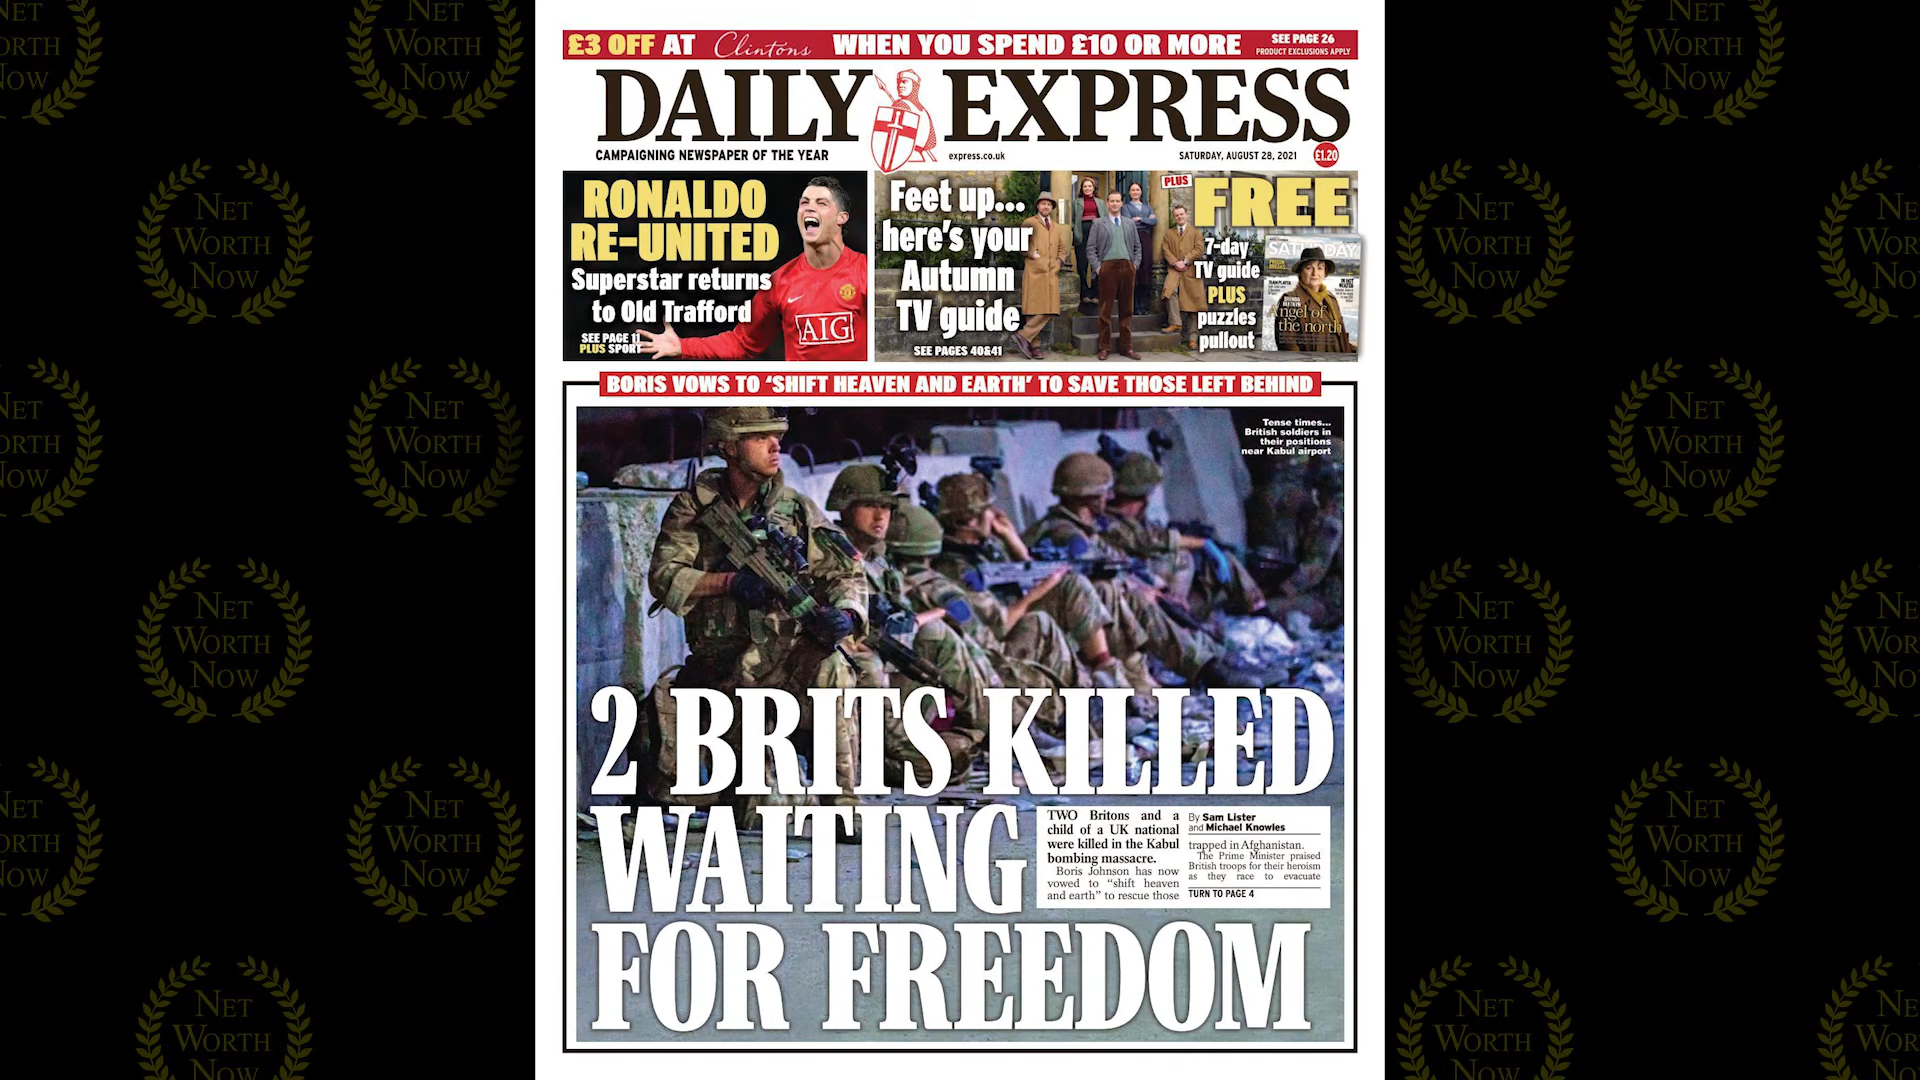 £3 OFF AT Clintons WHEN YOU SPEND £10 OR MORE
SEE PAGE 26
PRODUCT EXCLUSIONS APPLY
DAILY EXPRESS
CAMPAIGNING NEWSPAPER OF THE YEAR
express.co.uk
SATURDAY, AUGUST 28, 2021
£1.20
RONALDO
RE-UNITED
Superstar returns
to Old Trafford
SEE PAGE 11
PLUS SPORT
AIG
Feet up...
here's your
Autumn
TV guide
SEE PAGES 40&41
PLUS
FREE
7-day
TV guide
PLUS
puzzles
pullout
SATURDAY
Angel of
the north
BORIS VOWS TO 'SHIFT HEAVEN AND EARTH' TO SAVE THOSE LEFT BEHIND
Tense times...
British soldiers in
their positions
near Kabul airport
2 BRITS KILLED
WAITING
FOR FREEDOM
TWO Britons and a
child of a UK national
were killed in the Kabul
bombing massacre.
Boris Johnson has now
vowed to "shift heaven
and earth" to rescue those
By Sam Lister
and Michael Knowles
trapped in Afghanistan.
The Prime Minister praised
British troops for their heroism
as they race to evacuate
TURN TO PAGE 4
NET
WORTH
NOW